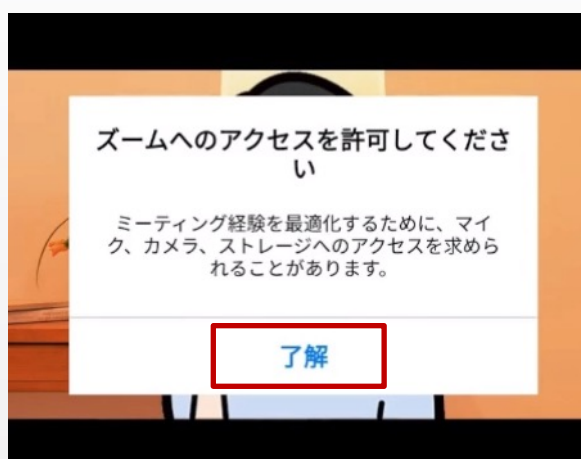 ズームへのアクセスを許可してくださ
い
ミーティング経験を最適化するために、マイ
ク、カメラ、ストレージへのアクセスを求めら
れることがあります。
了解